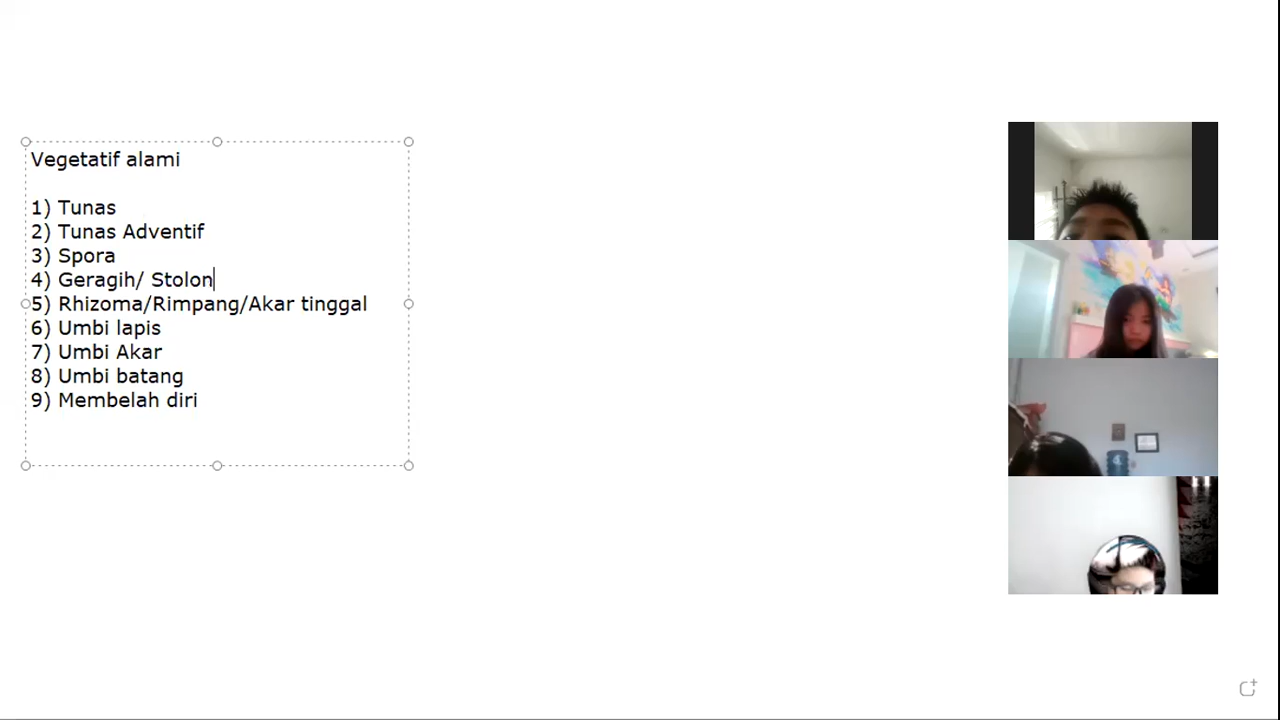 Vegetatif alami
1) Tunas
2) Tunas Adventif
3) Spora
4) Geragih/ Stolon
5) Rhizoma/Rimpang/Akar tinggal
6) Umbi lapis
7) Umbi Akar
8) Umbi batang
9) Membelah diri